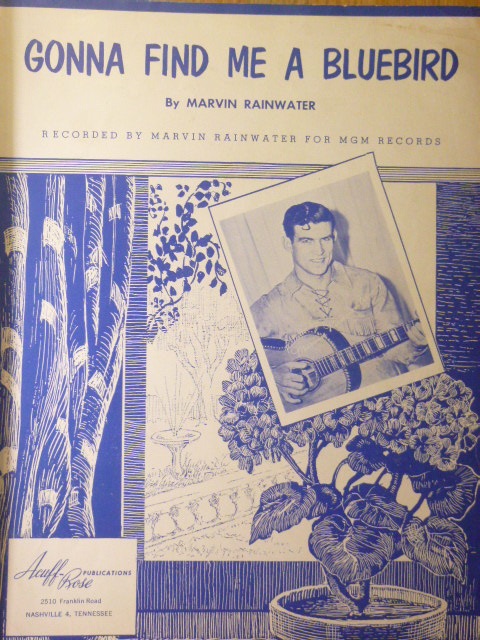 GONNA FIND ME A BLUEBIRD
By MARVIN RAINWATER
RECORDED BY MARVIN RAINWATER FOR MGM RECORDS
Acuff-Rose PUBLICATIONS
2510 Franklin Road
NASHVILLE 4, TENNESSEE